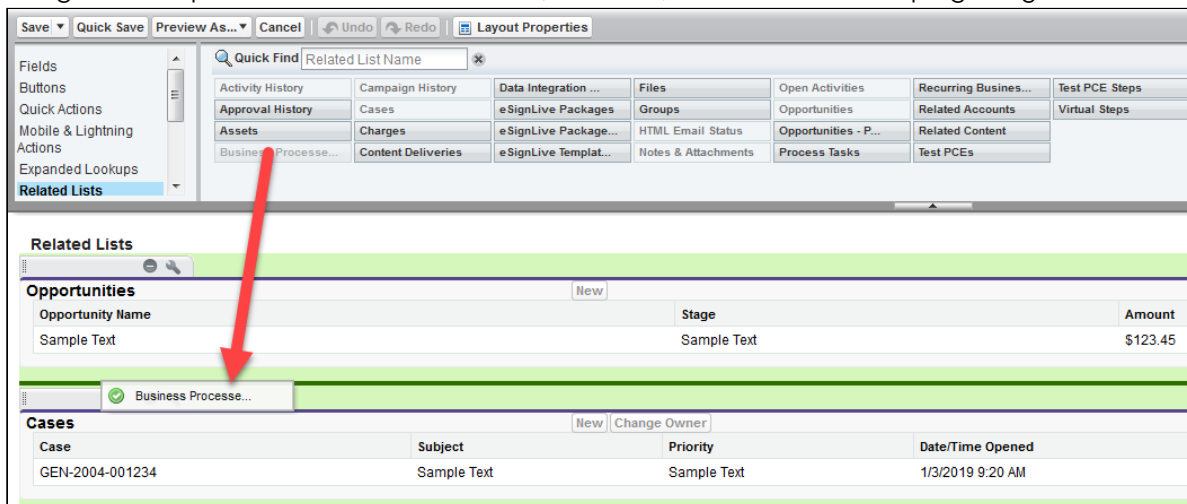 Save Quick Save Preview As... Cancel Undo Redo Layout Properties
Fields
Buttons
Quick Actions
Mobile & Lightning
Actions
Expanded Lookups
Related Lists
Quick Find Related List Name
Activity History Campaign History Data Integration ... Files Open Activities Recurring Busines... Test PCE Steps
Approval History Cases eSignLive Packages Groups Opportunities Related Accounts Virtual Steps
Assets Charges eSignLive Package... HTML Email Status Opportunities - P... Related Content
Business Processe... Content Deliveries eSignLive Templat... Notes & Attachments Process Tasks Test PCEs
Related Lists
Opportunities New
Opportunity Name Stage Amount
Sample Text Sample Text $123.45
Business Processe...
Cases New Change Owner
Case Subject Priority Date/Time Opened
GEN-2004-001234 Sample Text Sample Text 1/3/2019 9:20 AM